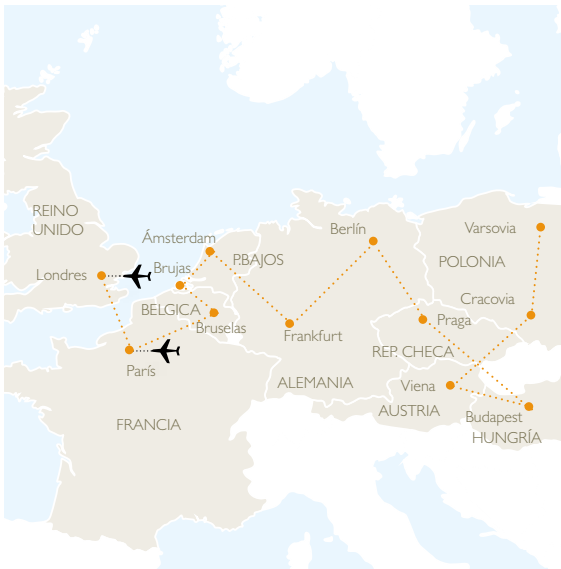 REINO
UNIDO
Londres
Ámsterdam
Brujas
P.BAJOS
BELGICA
Bruselas
París
FRANCIA
Berlín
Frankfurt
ALEMANIA
Varsovia
POLONIA
Cracovia
Praga
REP. CHECA
Viena
AUSTRIA
Budapest
HUNGRÍA